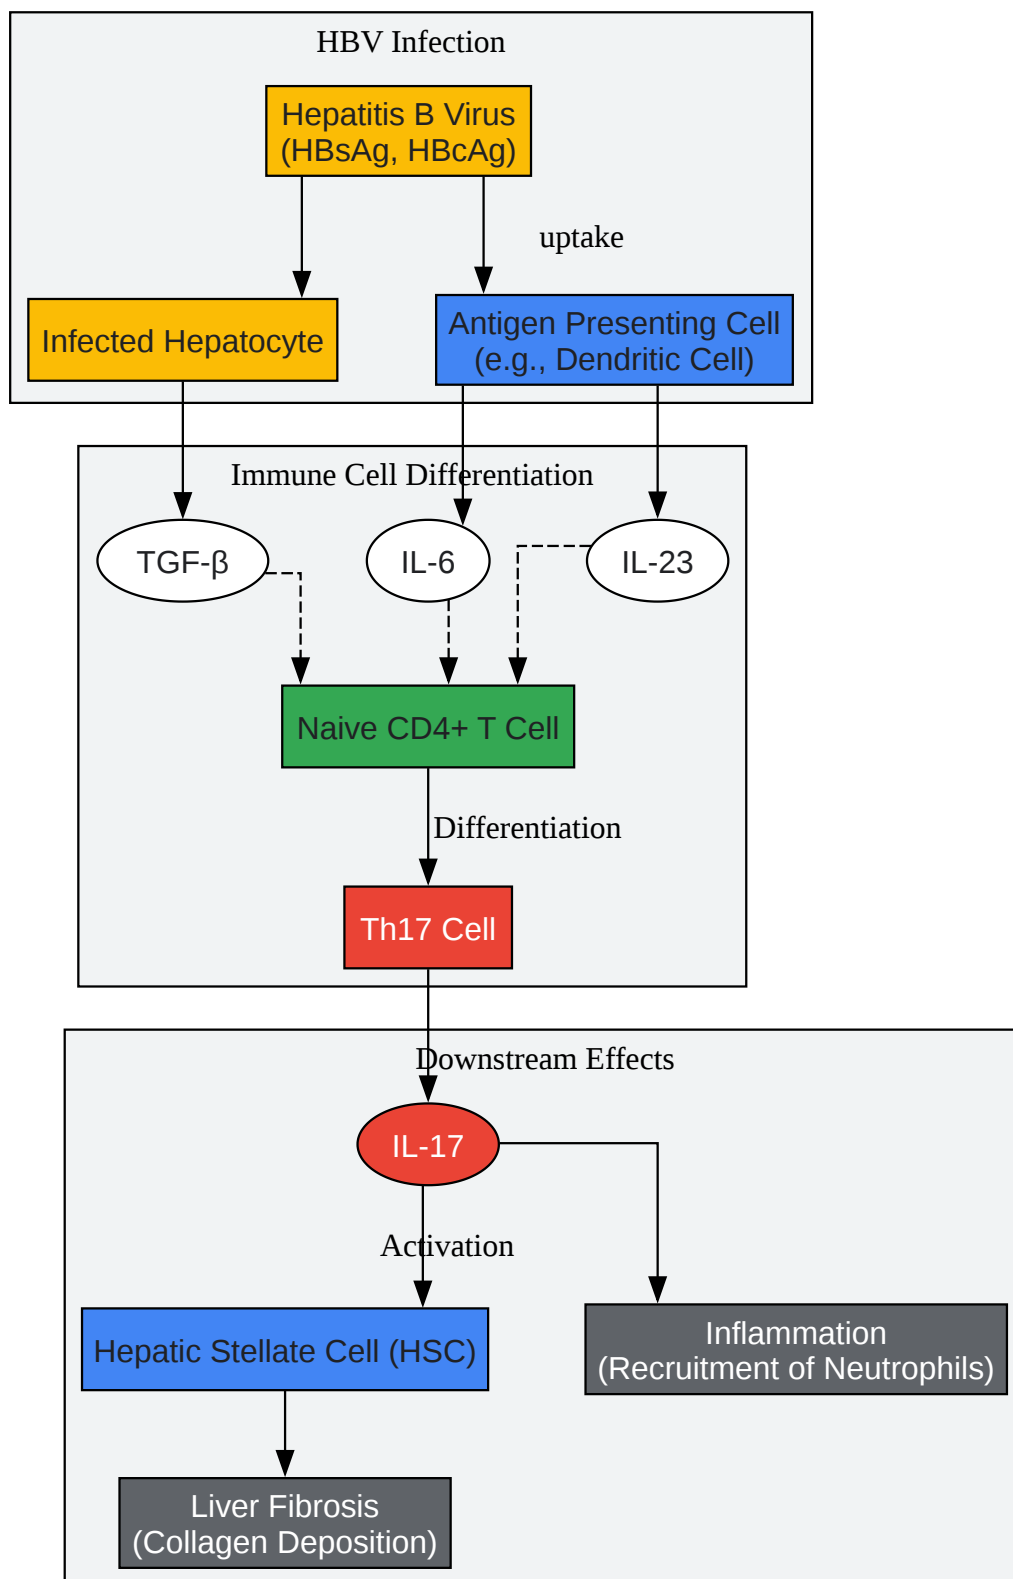 HBV Infection
Hepatitis B Virus
(HBsAg, HBcAg)
uptake
Infected Hepatocyte
Antigen Presenting Cell
(e.g., Dendritic Cell)
Immune Cell Differentiation
TGF-β
IL-6
IL-23
Naive CD4+ T Cell
Differentiation
Th17 Cell
Downstream Effects
IL-17
Activation
Hepatic Stellate Cell (HSC)
Inflammation
(Recruitment of Neutrophils)
Liver Fibrosis
(Collagen Deposition)